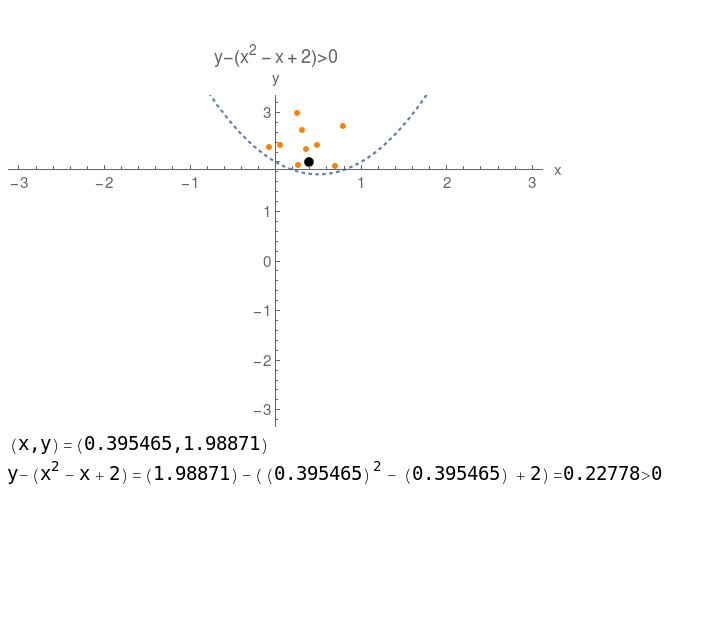 y−(x² − x + 2)>0
y
3
−3 −2 −1 1 2 3 x
1
0
−1
−2
−3
(x,y)=(0.395465,1.98871)
y−(x² − x + 2)=(1.98871)−((0.395465)² − (0.395465) + 2)=0.22778>0